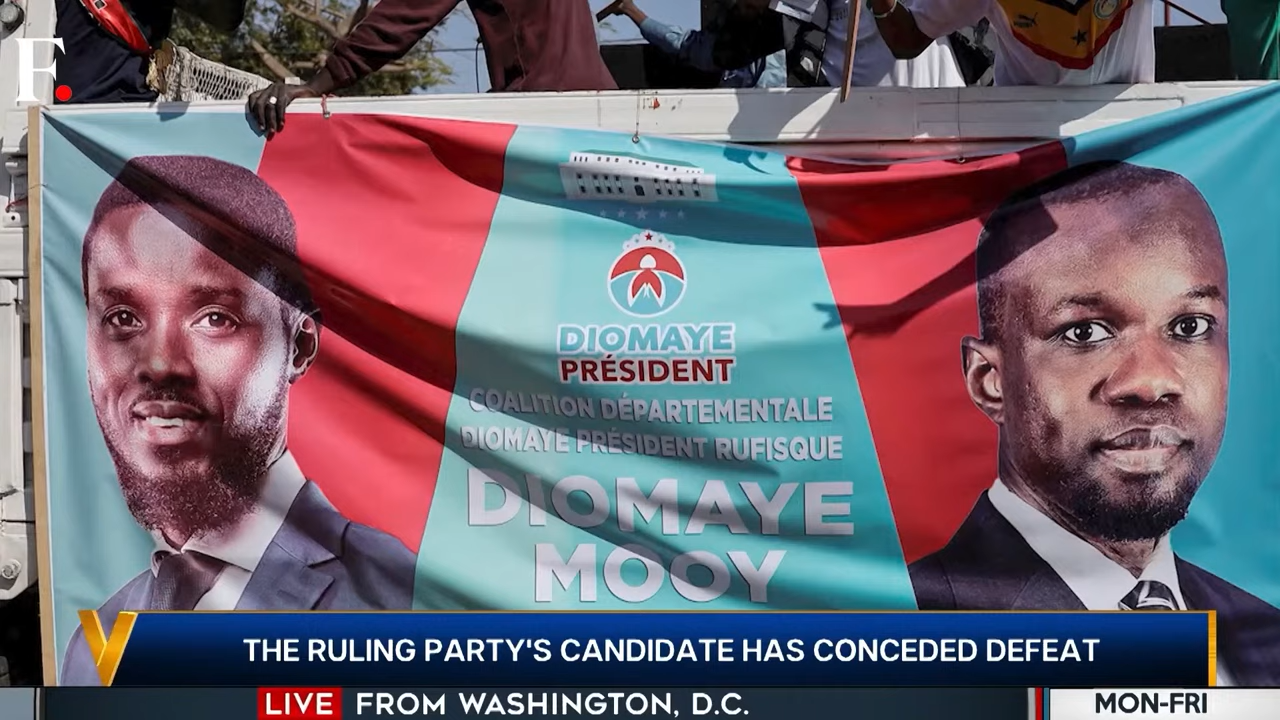 F
DIOMAYE
PRÉSIDENT
COALITION DÉPARTEMENTALE
DIOMAYE PRÉSIDENT RUFISQUE
DIOMAYE
MOOY
THE RULING PARTY'S CANDIDATE HAS CONCEDED DEFEAT
LIVE FROM WASHINGTON, D.C.
MON-FRI